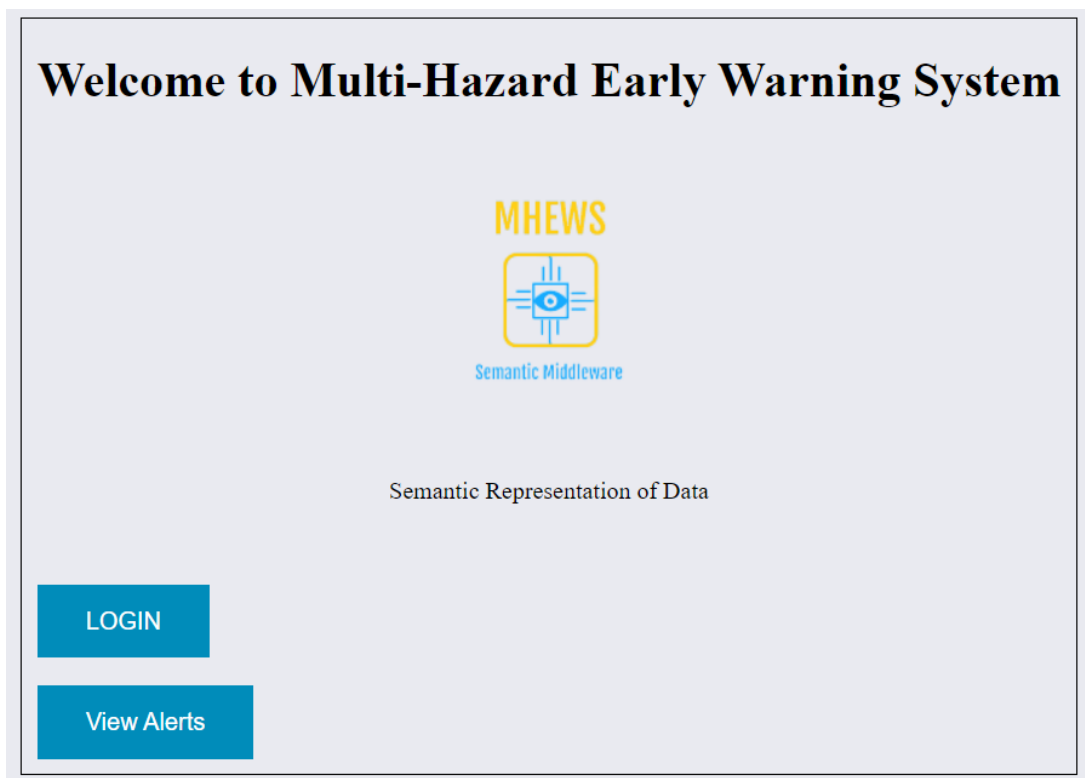 Welcome to Multi-Hazard Early Warning System
MHEWS
Semantic Middleware
Semantic Representation of Data
LOGIN
View Alerts